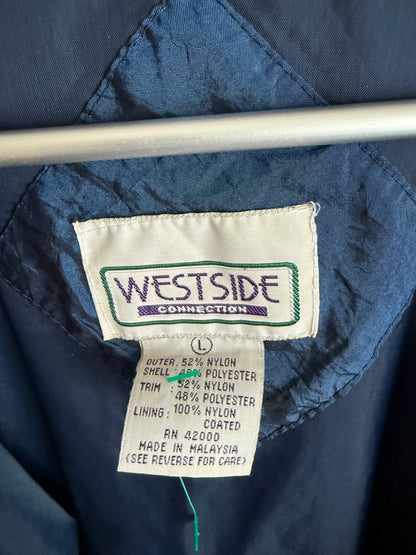 WESTSIDE
CONNECTION
L
OUTER: 52% NYLON
SHELL: 48% POLYESTER
TRIM: 52% NYLON
48% POLYESTER
LINING: 100% NYLON
COATED
RN 42000
MADE IN MALAYSIA
(SEE REVERSE FOR CARE)